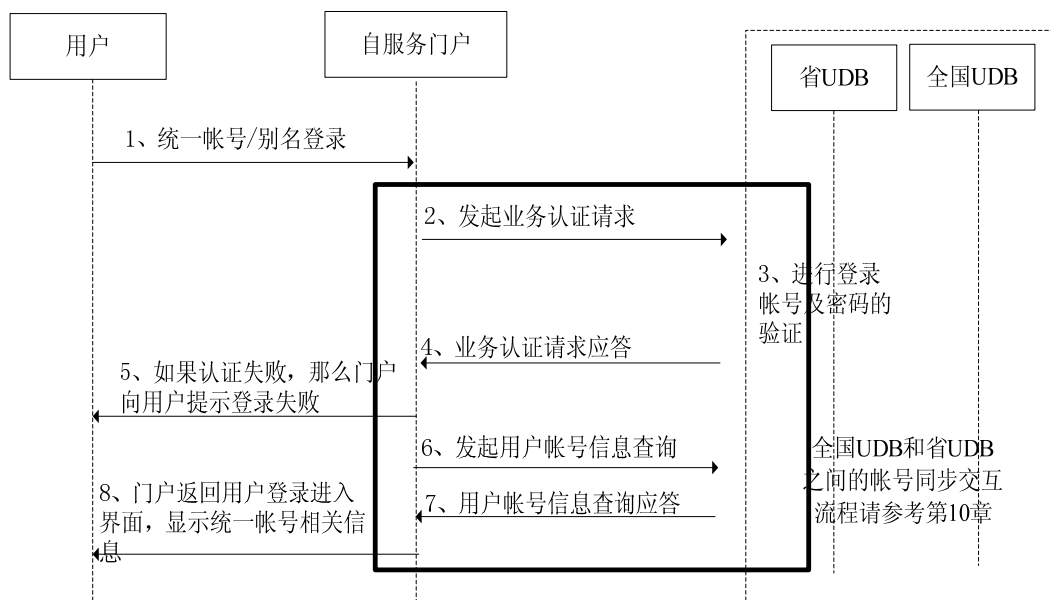 用户
自服务门户
省UDB
全国UDB
1、统一帐号/别名登录
2、发起业务认证请求
3、进行登录
帐号及密码的
验证
4、业务认证请求应答
5、如果认证失败，那么门户
向用户提示登录失败
6、发起用户帐号信息查询
全国UDB和省UDB
之间的帐号同步交互
流程请参考第10章
7、用户帐号信息查询应答
8、门户返回用户登录进入
界面，显示统一帐号相关信
息